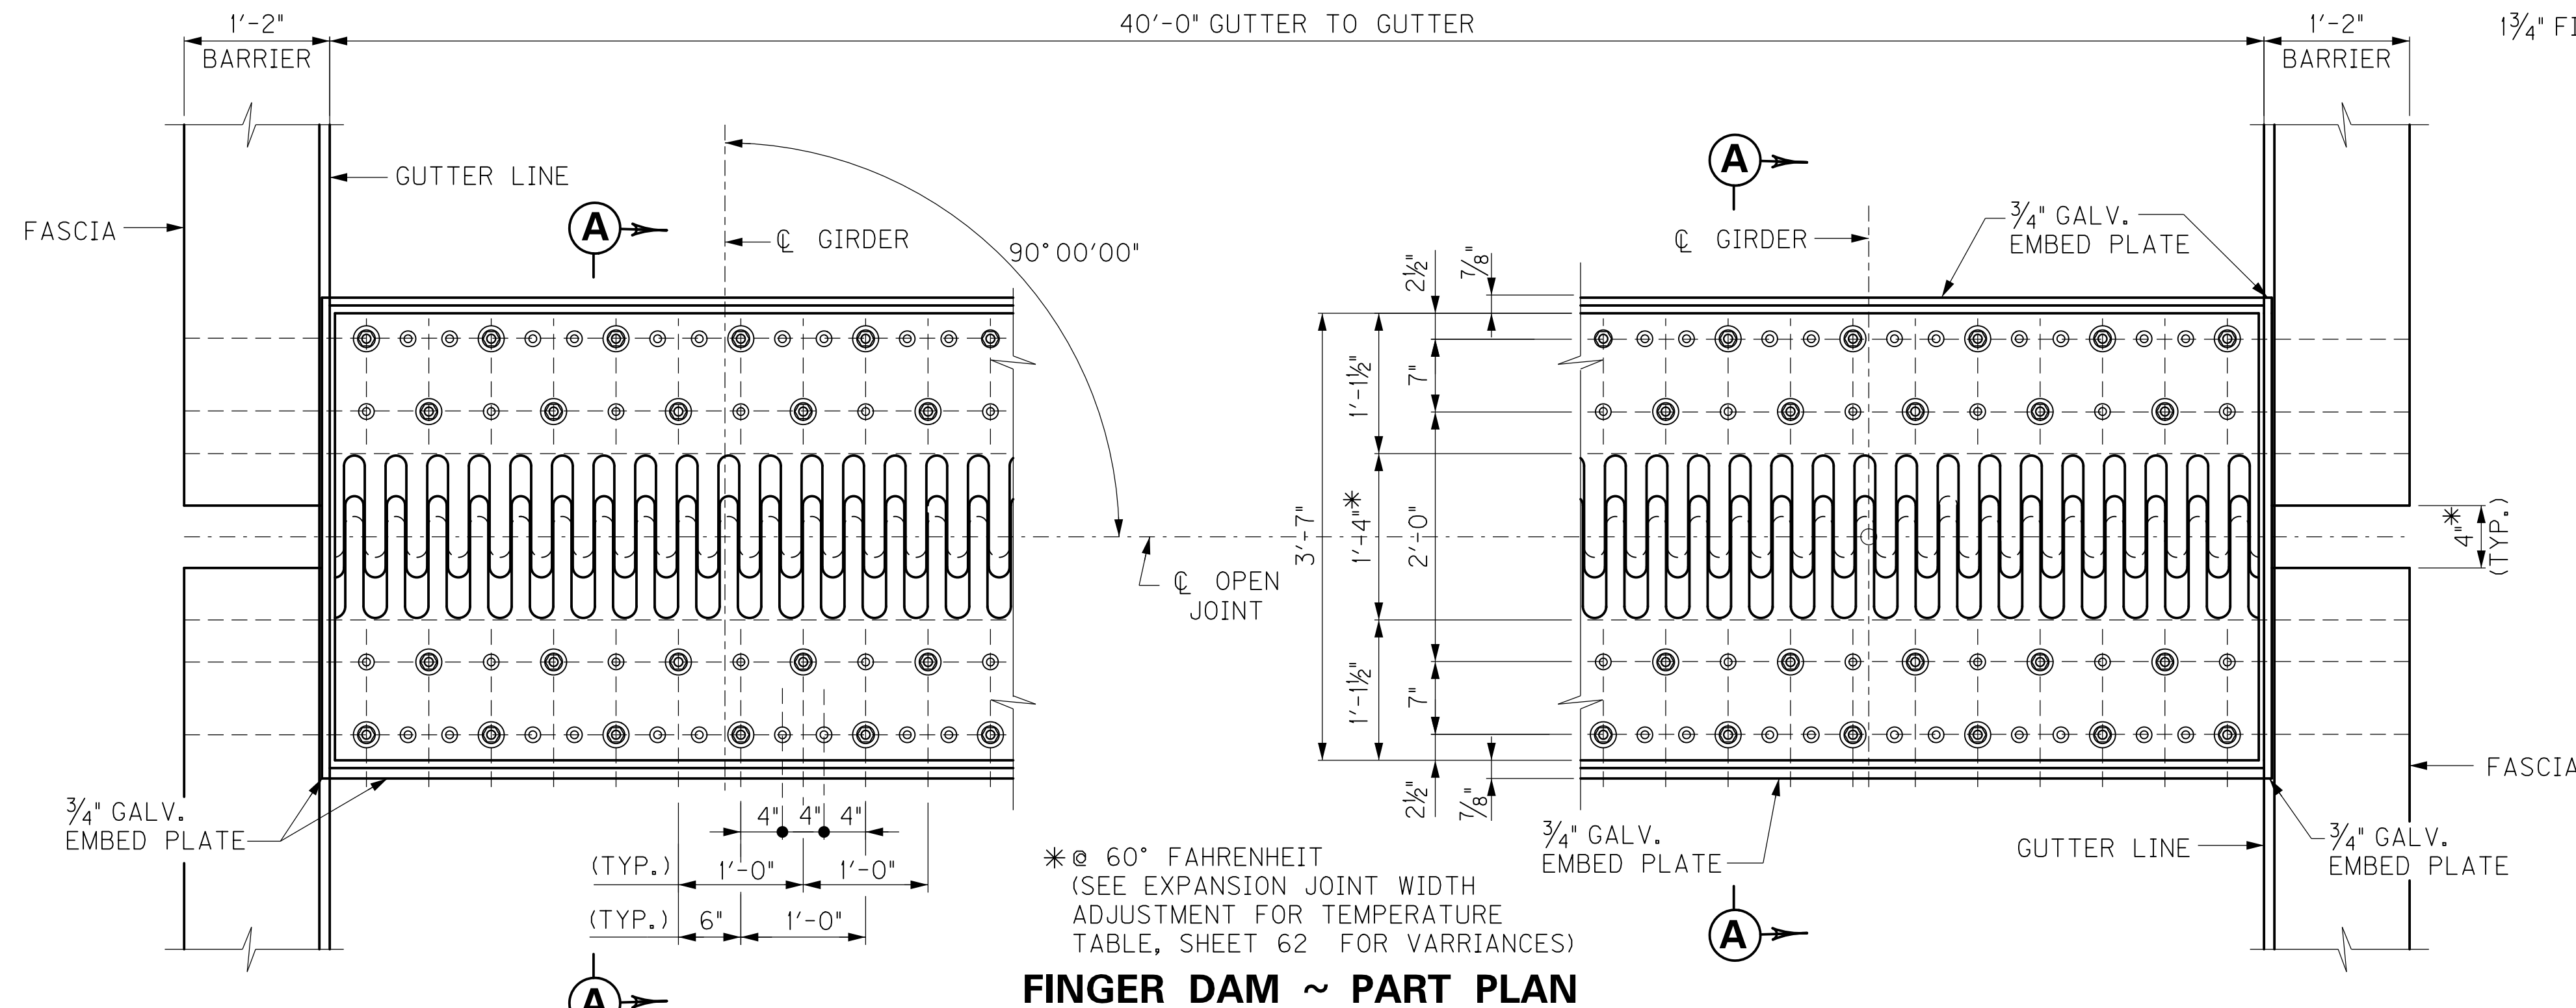 1'-2"
BARRIER
40'-0" GUTTER TO GUTTER
1'-2"
BARRIER
1¾" FI
GUTTER LINE
FASCIA
A
℄ GIRDER
90°00'00"
A
℄ GIRDER
¾" GALV.
EMBED PLATE
2½"
⅞"
7"
1'-1½"
3'-7"
1'-4"*
2'-0"
1'-1½"
7"
2½"
⅞"
4"*
(TYP.)
℄ OPEN
JOINT
FASCIA
¾" GALV.
EMBED PLATE
4" 4" 4"
(TYP.) 1'-0" 1'-0"
(TYP.) 6" 1'-0"
A
¾" GALV.
EMBED PLATE
GUTTER LINE
¾" GALV.
EMBED PLATE
A
* @ 60° FAHRENHEIT
(SEE EXPANSION JOINT WIDTH
ADJUSTMENT FOR TEMPERATURE
TABLE, SHEET 62 FOR VARRIANCES)
FINGER DAM ~ PART PLAN